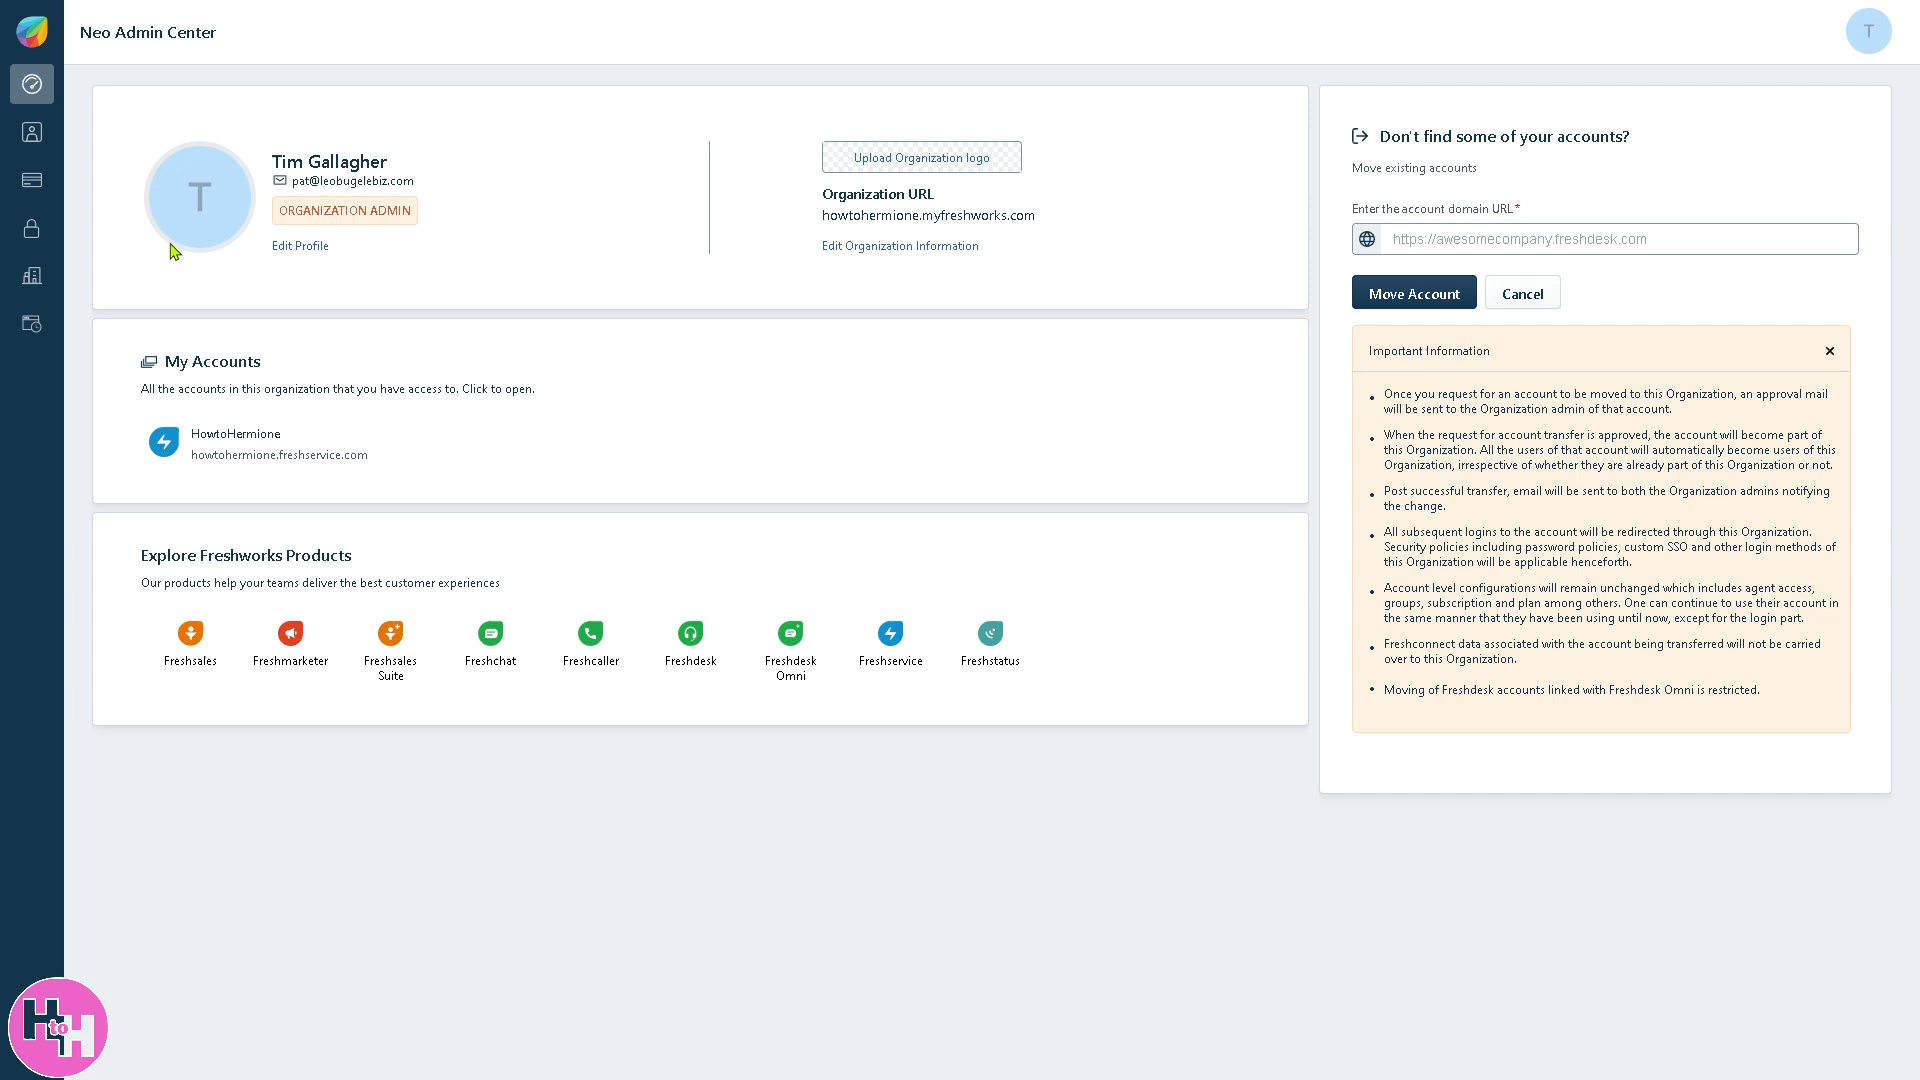 Neo Admin Center
T
T
Tim Gallagher
pat@leobugelebiz.com
ORGANIZATION ADMIN
Edit Profile
Upload Organization logo
Organization URL
howtohermione.myfreshworks.com
Edit Organization Information
My Accounts
All the accounts in this organization that you have access to. Click to open.
HowtoHermione
howtohermione.freshservice.com
Explore Freshworks Products
Our products help your teams deliver the best customer experiences
Freshsales
Freshmarketer
Freshsales
Suite
Freshchat
Freshcaller
Freshdesk
Freshdesk
Omni
Freshservice
Freshstatus
Don't find some of your accounts?
Move existing accounts
Enter the account domain URL*
https://awesomecompany.freshdesk.com
Move Account
Cancel
Important Information
Once you request for an account to be moved to this Organization, an approval mail
will be sent to the Organization admin of that account.
When the request for account transfer is approved, the account will become part of
this Organization. All the users of that account will automatically become users of this
Organization, irrespective of whether they are already part of this Organization or not.
Post successful transfer, email will be sent to both the Organization admins notifying
the change.
All subsequent logins to the account will be redirected through this Organization.
Security policies including password policies, custom SSO and other login methods of
this Organization will be applicable henceforth.
Account level configurations will remain unchanged which includes agent access,
groups, subscription and plan among others. One can continue to use their account in
the same manner that they have been using until now, except for the login part.
Freshconnect data associated with the account being transferred will not be carried
over to this Organization.
Moving of Freshdesk accounts linked with Freshdesk Omni is restricted.
H to H